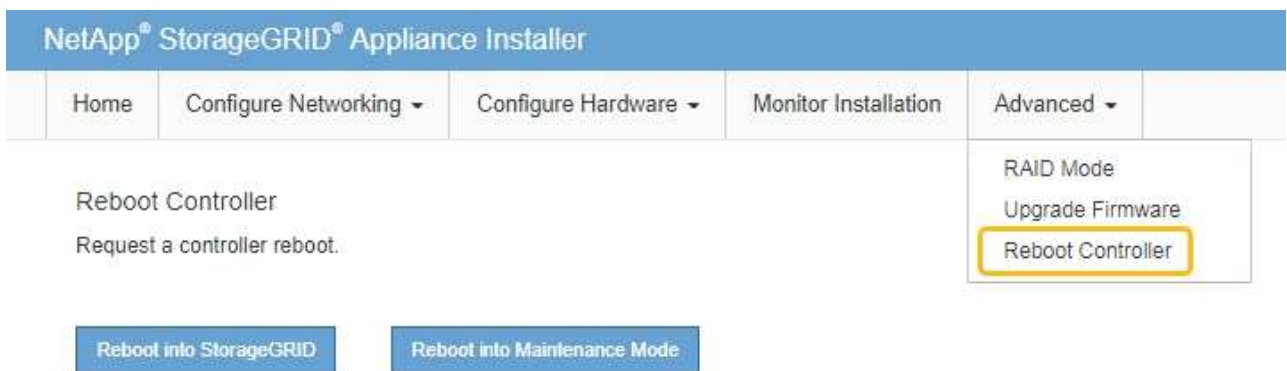 NetApp® StorageGRID® Appliance Installer
Home Configure Networking Configure Hardware Monitor Installation Advanced
RAID Mode
Upgrade Firmware
Reboot Controller
Reboot Controller
Request a controller reboot.
Reboot into StorageGRID Reboot into Maintenance Mode